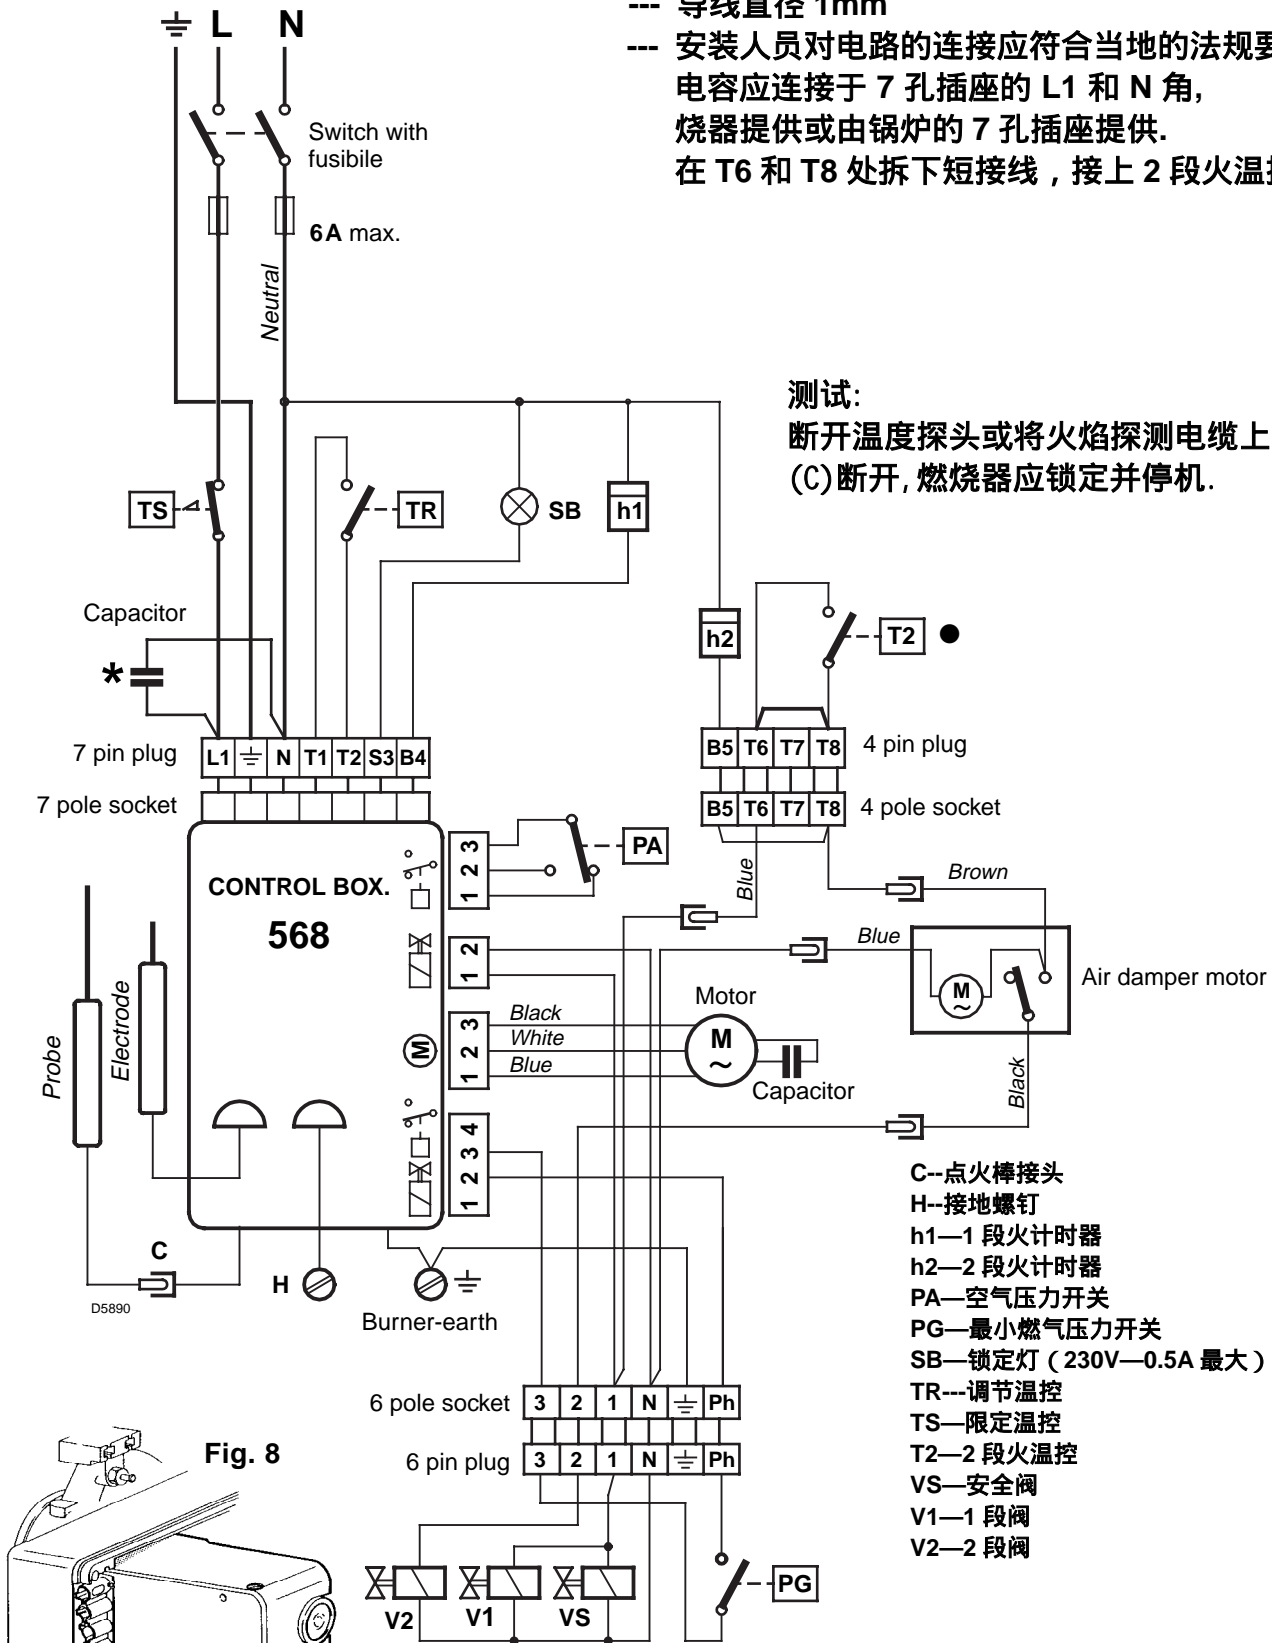 --- 导线直径 1mm
--- 安装人员对电路的连接应符合当地的法规要
电容应连接于 7 孔插座的 L1 和 N 角,
烧器提供或由锅炉的 7 孔插座提供.
在 T6 和 T8 处拆下短接线，接上 2 段火温控
L N
Switch with
fusibile
6A max.
Neutral
测试:
断开温度探头或将火焰探测电缆上
(C)断开,燃烧器应锁定并停机.
TS
TR
SB
h1
Capacitor
*
h2
T2
7 pin plug
L1 N T1 T2 S3 B4
B5 T6 T7 T8
4 pin plug
7 pole socket
B5 T6 T7 T8
4 pole socket
CONTROL BOX.
568
3
2
1
PA
Blue
Brown
2
1
Blue
M
~
Air damper motor
Probe
Electrode
M
3
2
1
Black
White
Blue
Motor
M
~
Capacitor
Black
4
3
2
1
C
H
Burner-earth
D5890
C--点火棒接头
H--接地螺钉
h1—1 段火计时器
h2—2 段火计时器
PA—空气压力开关
PG—最小燃气压力开关
SB—锁定灯（230V—0.5A 最大）
TR---调节温控
TS—限定温控
T2—2 段火温控
VS—安全阀
V1—1 段阀
V2—2 段阀
6 pole socket
3 2 1 N Ph
6 pin plug
3 2 1 N Ph
Fig. 8
V2
V1
VS
PG